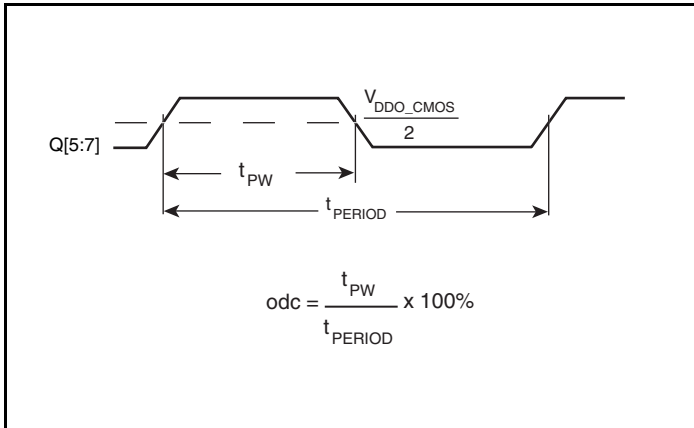 V_DDO_CMOS
2
Q[5:7]
t_PW
t_PERIOD
t_PW
odc = x 100%
t_PERIOD